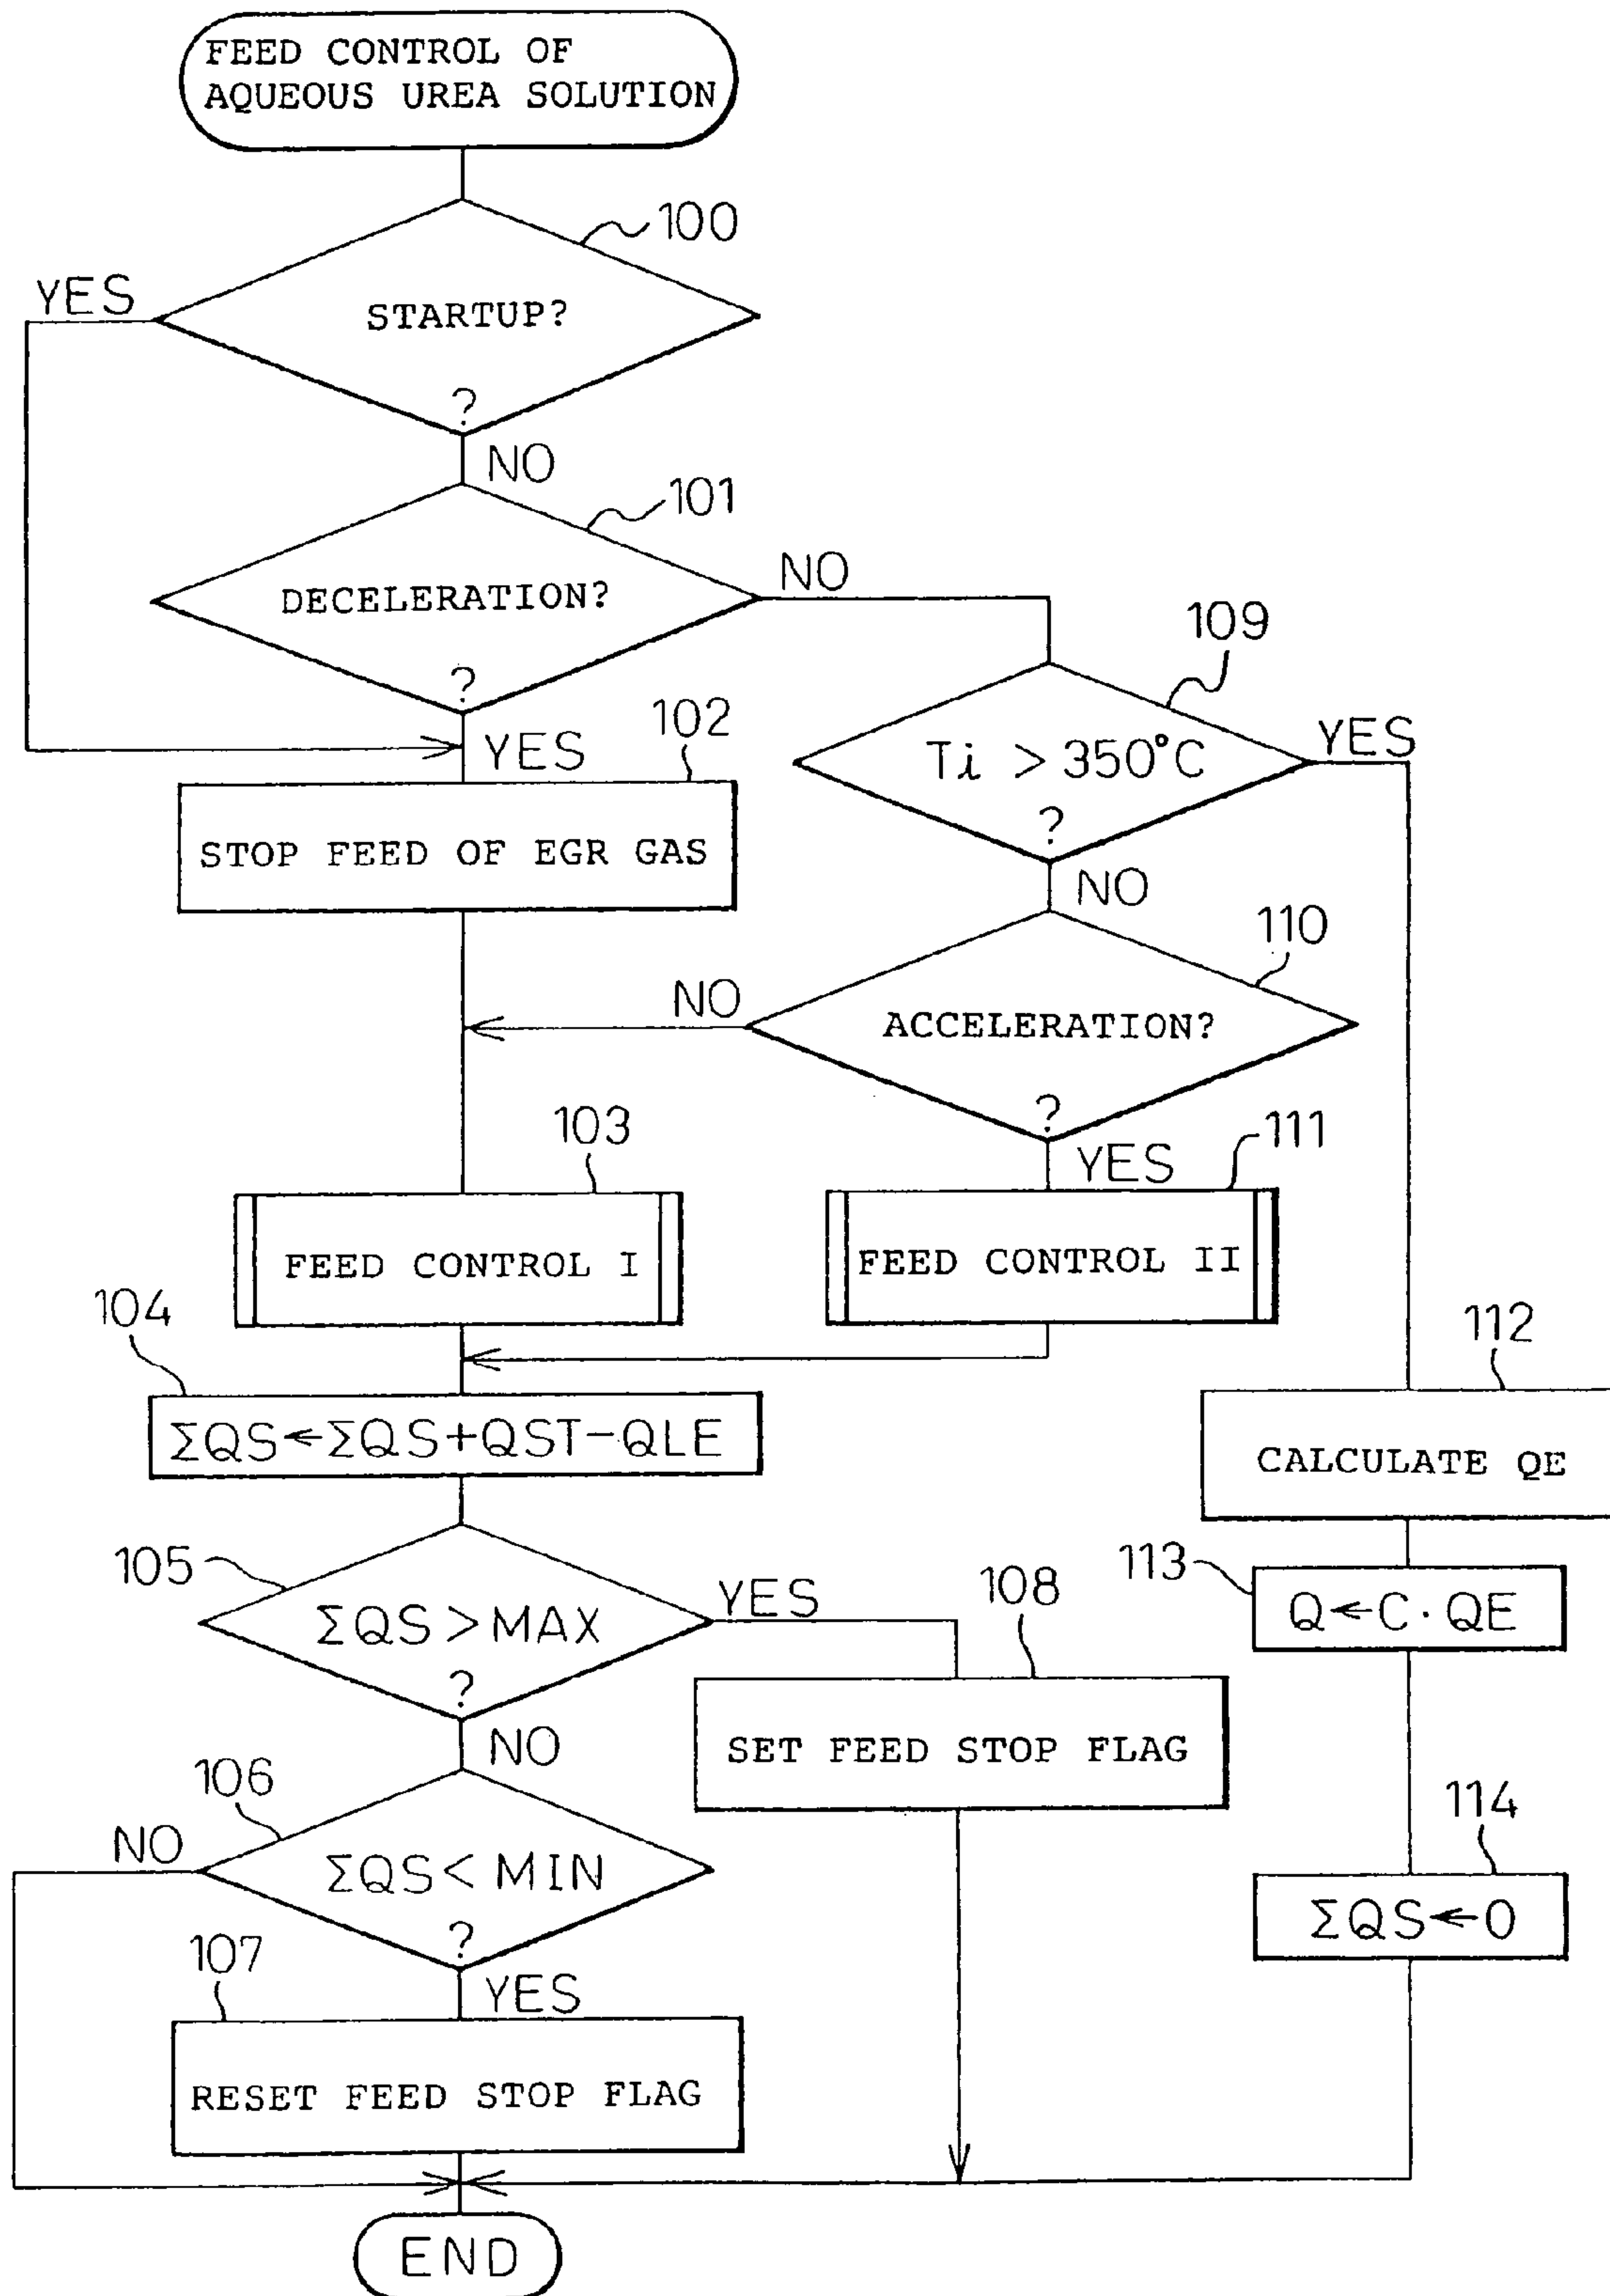 FEED CONTROL OF
AQUEOUS UREA SOLUTION
100
YES
STARTUP?
?
NO
101
DECELERATION?
NO
?
109
YES
102
Ti > 350°C
YES
?
STOP FEED OF EGR GAS
NO
110
NO
ACCELERATION?
?
103
YES
111
FEED CONTROL I
FEED CONTROL II
104
ΣQS←ΣQS+QST−QLE
112
CALCULATE QE
105
ΣQS>MAX
YES
?
108
113
Q←C·QE
NO
SET FEED STOP FLAG
106
NO
ΣQS<MIN
?
114
ΣQS←0
107
YES
RESET FEED STOP FLAG
END